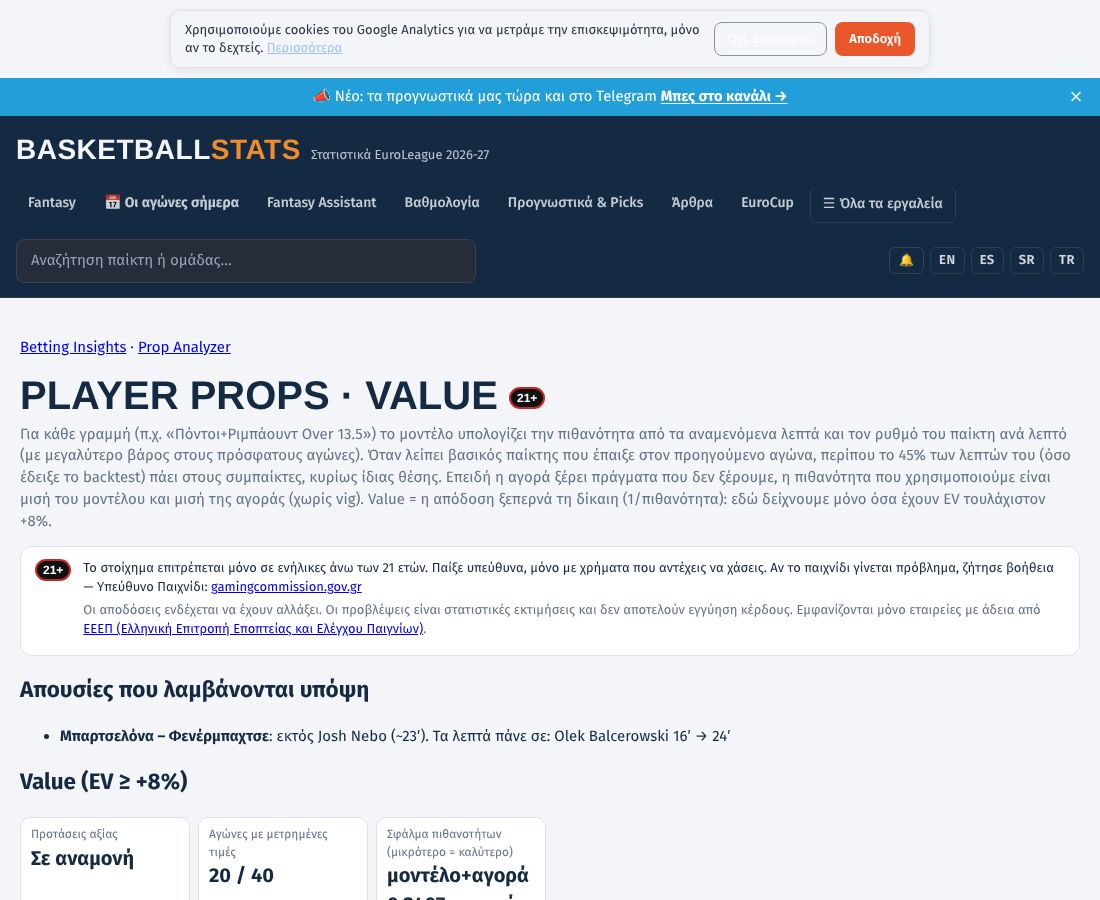 Χρησιμοποιούμε cookies του Google Analytics για να μετράμε την επισκεψιμότητα, μόνο
αν το δεχτείς. Περισσότερα
Όχι, ευχαριστώ
Αποδοχή
📣 Νέο: τα προγνωστικά μας τώρα και στο Telegram Μπες στο κανάλι → ✕
BASKETBALLSTATS Στατιστικά EuroLeague 2026-27
Fantasy 📅 Οι αγώνες σήμερα Fantasy Assistant Βαθμολογία Προγνωστικά & Picks Άρθρα EuroCup ☰ Όλα τα εργαλεία
Αναζήτηση παίκτη ή ομάδας...
🔔 EN ES SR TR
Betting Insights · Prop Analyzer
PLAYER PROPS · VALUE 21+
Για κάθε γραμμή (π.χ. «Πόντοι+Ριμπάουντ Over 13.5») το μοντέλο υπολογίζει την πιθανότητα από τα αναμενόμενα λεπτά και τον ρυθμό του παίκτη ανά λεπτό
(με μεγαλύτερο βάρος στους πρόσφατους αγώνες). Όταν λείπει βασικός παίκτης που έπαιξε στον προηγούμενο αγώνα, περίπου το 45% των λεπτών του (όσο
έδειξε το backtest) πάει στους συμπαίκτες, κυρίως ίδιας θέσης. Επειδή η αγορά ξέρει πράγματα που δεν ξέρουμε, η πιθανότητα που χρησιμοποιούμε είναι
μισή του μοντέλου και μισή της αγοράς (χωρίς vig). Value = η απόδοση ξεπερνά τη δίκαιη (1/πιθανότητα): εδώ δείχνουμε μόνο όσα έχουν EV τουλάχιστον
+8%.
21+ Το στοίχημα επιτρέπεται μόνο σε ενήλικες άνω των 21 ετών. Παίξε υπεύθυνα, μόνο με χρήματα που αντέχεις να χάσεις. Αν το παιχνίδι γίνεται πρόβλημα, ζήτησε βοήθεια
— Υπεύθυνο Παιχνίδι: gamingcommission.gov.gr
Οι αποδόσεις ενδέχεται να έχουν αλλάξει. Οι προβλέψεις είναι στατιστικές εκτιμήσεις και δεν αποτελούν εγγύηση κέρδους. Εμφανίζονται μόνο εταιρείες με άδεια από
ΕΕΕΠ (Ελληνική Επιτροπή Εποπτείας και Ελέγχου Παιγνίων).
Απουσίες που λαμβάνονται υπόψη
• Μπαρτσελόνα – Φενέρμπαχτσε: εκτός Josh Nebo (~23′). Τα λεπτά πάνε σε: Olek Balcerowski 16′ → 24′
Value (EV ≥ +8%)
Προτάσεις αξίας
Σε αναμονή
Αγώνες με μετρημένες
τιμές
20 / 40
Σφάλμα πιθανοτήτων
(μικρότερο = καλύτερο)
μοντέλο+αγορά